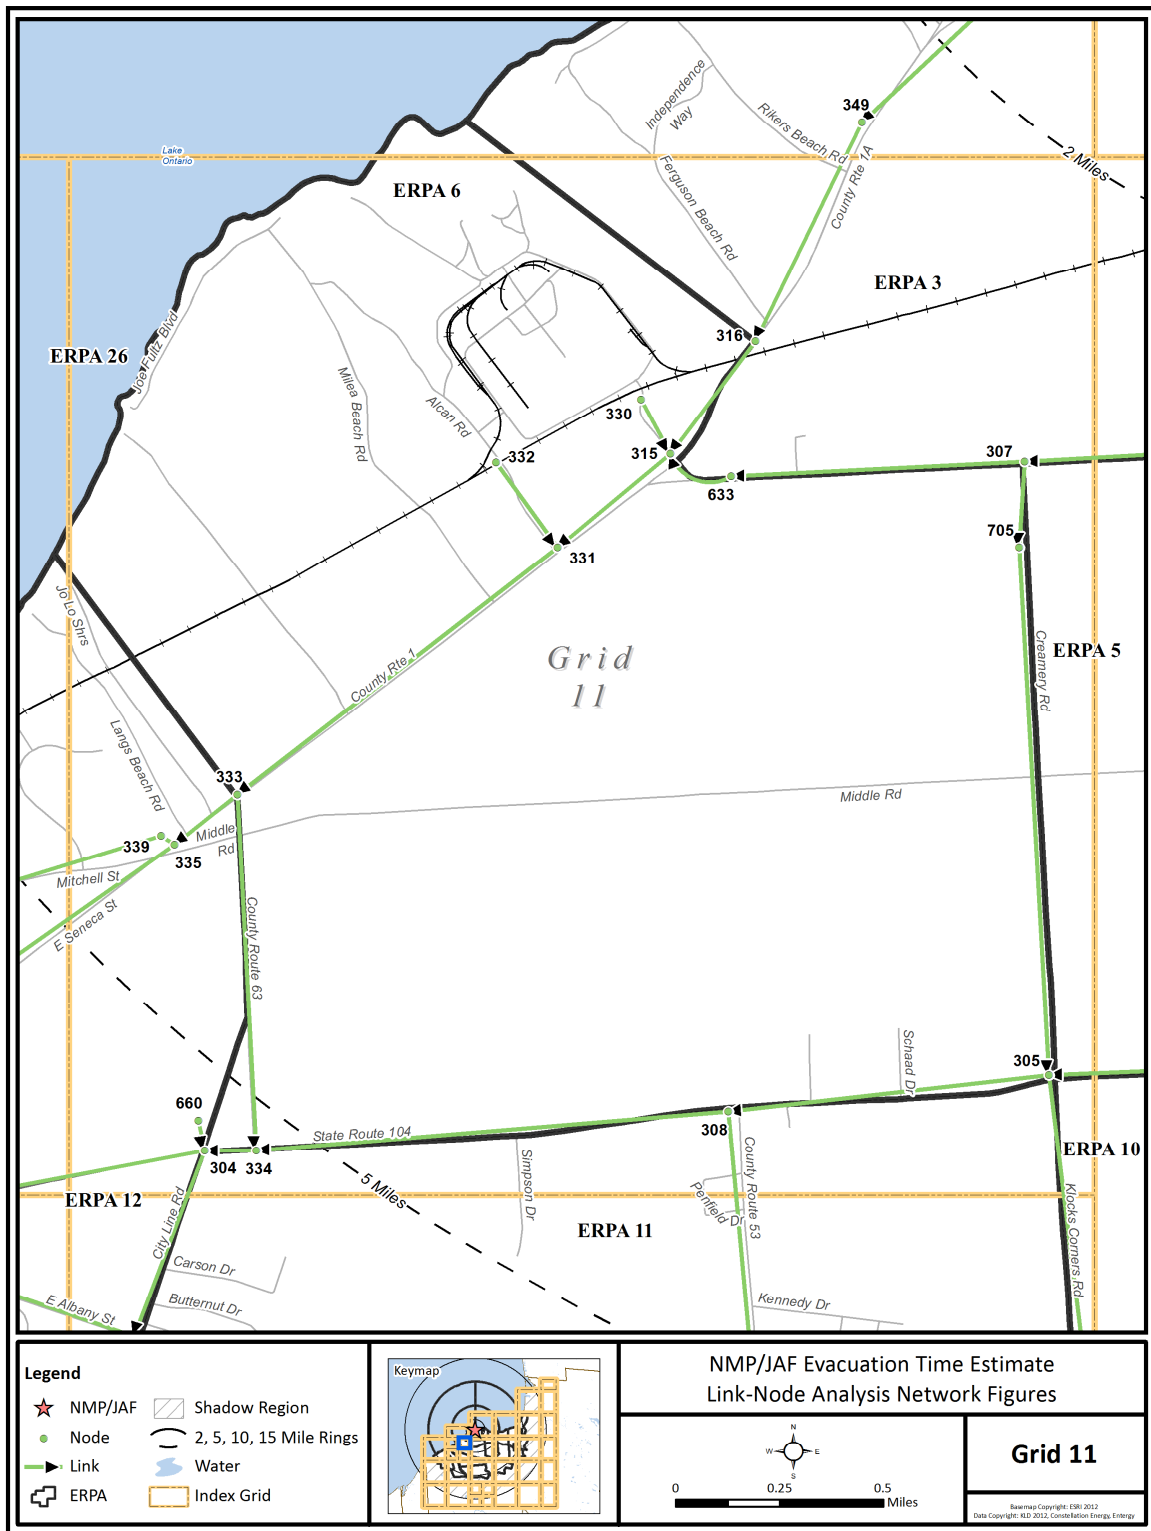 349
Independence
Way
Rikers Beach Rd
Lake
Ontario
County Rte 1A
2 Miles
ERPA 6
Ferguson Beach Rd
ERPA 3
316
Joe Fultz Blvd
ERPA 26
Milea Beach Rd
Alcan Rd
330
332
315
307
633
705
331
Jo Lo Shrs
Creamery Rd
ERPA 5
Grid
11
County Rte 1
Langs Beach Rd
333
Middle Rd
Middle
Rd
339
335
Mitchell St
E Seneca St
County Route 63
Schaad Dr
305
660
State Route 104
308
304
334
ERPA 10
5 Miles
ERPA 12
City Line Rd
Simpson Dr
County Route 53
Penfield Dr
Klocks Corners Rd
ERPA 11
Carson Dr
E Albany St
Butternut Dr
Kennedy Dr
Legend
NMP/JAF
Shadow Region
Node
2, 5, 10, 15 Mile Rings
Link
Water
ERPA
Index Grid
Keymap
NMP/JAF Evacuation Time Estimate
Link-Node Analysis Network Figures
N
W
E
S
0
0.25
0.5
Miles
Grid 11
Basemap Copyright: ESRI 2012
Data Copyright: KLD 2012, Constellation Energy, Entergy